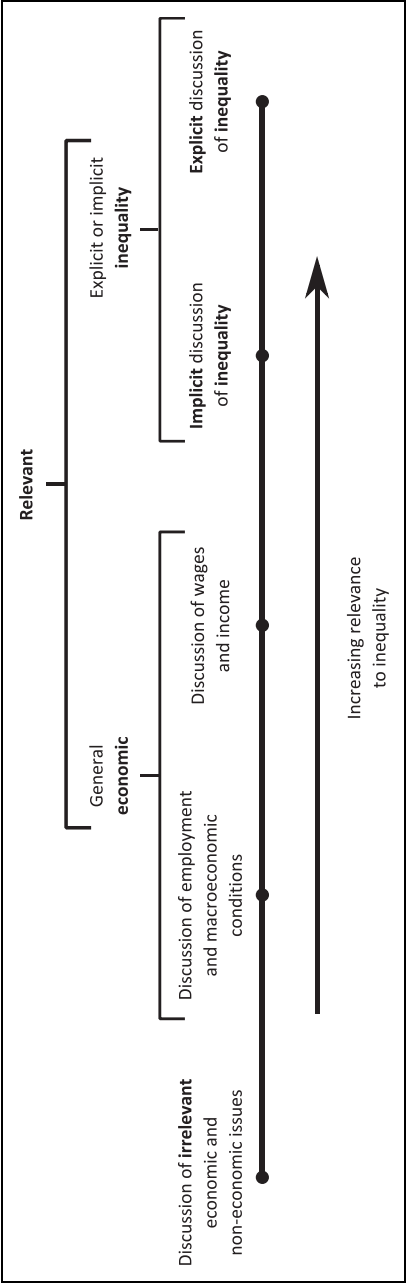 Relevant
General
economic
Explicit or implicit
inequality
Discussion of irrelevant
economic and
non-economic issues
Discussion of employment
and macroeconomic
conditions
Discussion of wages
and income
Implicit discussion
of inequality
Explicit discussion
of inequality
Increasing relevance
to inequality